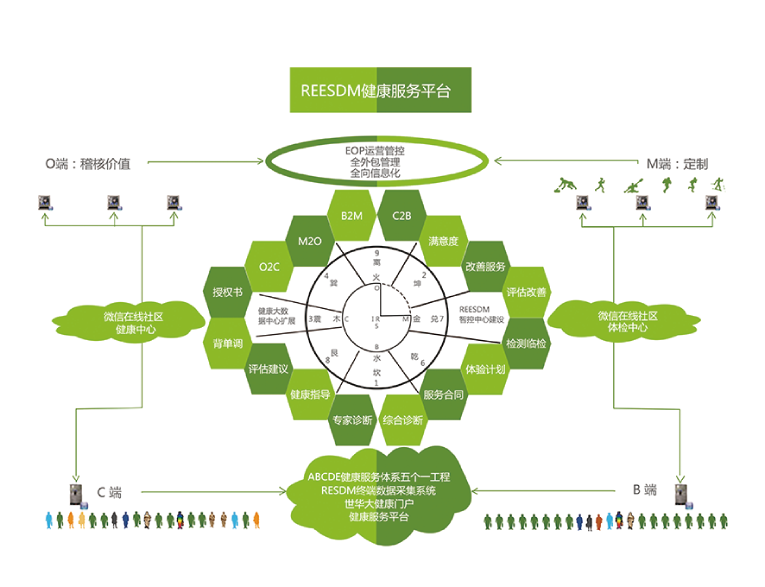 REESDM健康服务平台
EOP运营管控
全外包管理
全向信息化
O端：稽核价值
M端：定制
B2M
C2B
M2O
满意度
O2C
改善服务
授权书
评估改善
背单调
检测临检
评估建议
体验计划
健康指导
服务合同
专家诊断
综合诊断
健康大数
据中心扩展
REESDM
智控中心建设
9
离
火
O
4
巽
2
坤
3震 木 C
1 R
S
M 金 兑7
8
艮
B
水
坎
1
乾
6
微信在线社区
健康中心
微信在线社区
体检中心
C 端
B 端
ABCDE健康服务体系五个一工程
RESDM终端数据采集系统
世华大健康门户
健康服务平台